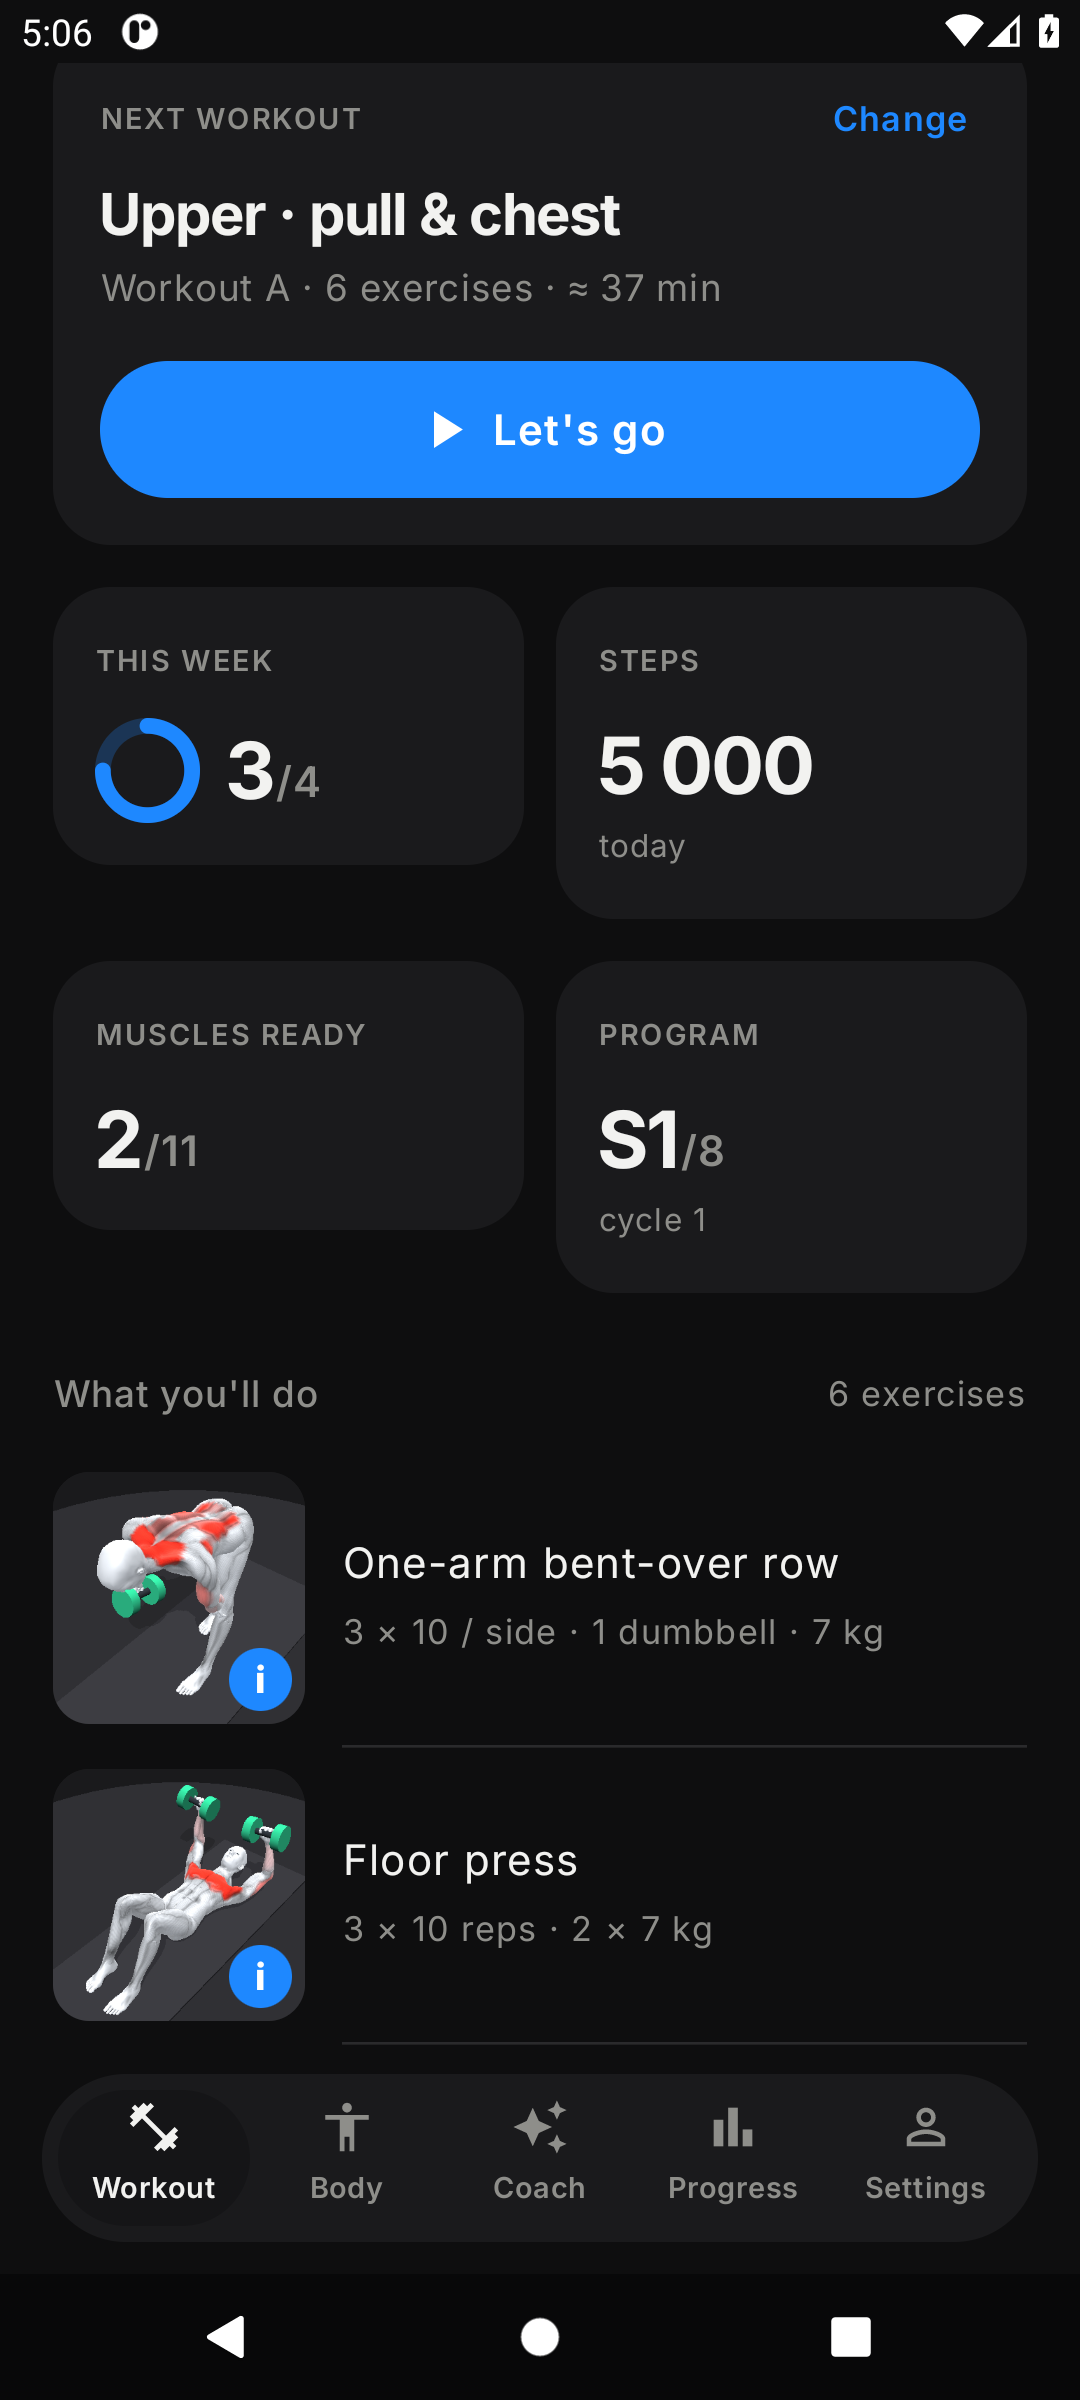 5:06
NEXT WORKOUT
Change
Upper · pull & chest
Workout A · 6 exercises · ≈ 37 min
Let's go
THIS WEEK
3/4
STEPS
5 000
today
MUSCLES READY
2/11
PROGRAM
S1/8
cycle 1
What you'll do
6 exercises
One-arm bent-over row
3 × 10 / side · 1 dumbbell · 7 kg
i
Floor press
3 × 10 reps · 2 × 7 kg
i
Workout
Body
Coach
Progress
Settings